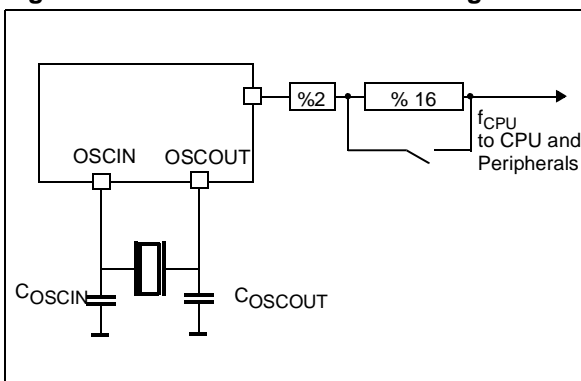 %2
% 16
fCPU
to CPU and
Peripherals
OSCIN
OSCOUT
COSCIN
COSCOUT